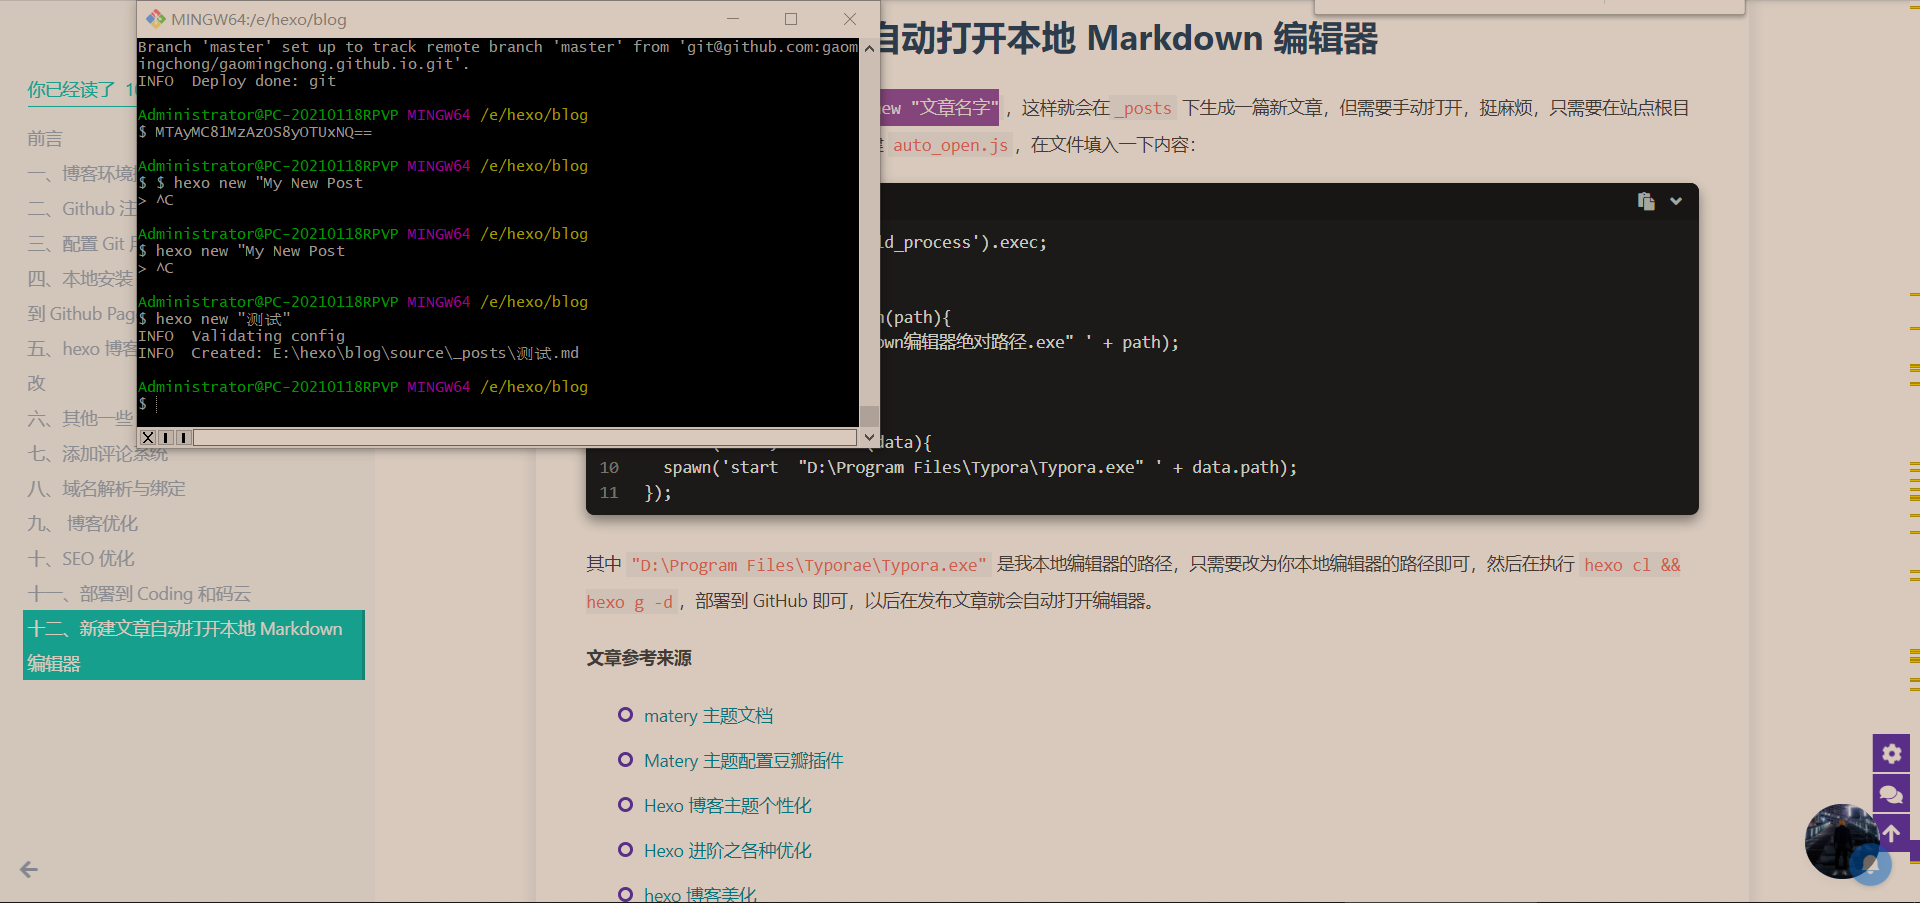 MINGW64:/e/hexo/blog
Branch 'master' set up to track remote branch 'master' from 'git@github.com:gaom
ingchong/gaomingchong.github.io.git'.
INFO  Deploy done: git
Administrator@PC-20210118RPVP MINGW64 /e/hexo/blog
$ MTAyMC81MzAzOS8yOTUxNQ==
Administrator@PC-20210118RPVP MINGW64 /e/hexo/blog
$ $ hexo new "My New Post
> ^C
Administrator@PC-20210118RPVP MINGW64 /e/hexo/blog
$ hexo new "My New Post
> ^C
Administrator@PC-20210118RPVP MINGW64 /e/hexo/blog
$ hexo new "测试"
INFO  Validating config
INFO  Created: E:\hexo\blog\source\_posts\测试.md
Administrator@PC-20210118RPVP MINGW64 /e/hexo/blog
$
你已经读了
前言
一、博客环境
二、Github 注
三、配置 Git
四、本地安装
到 Github Pag
五、hexo 博客
改
六、其他一些
七、添加评论系统
八、域名解析与绑定
九、 博客优化
十、SEO 优化
十一、部署到 Coding 和码云
十二、新建文章自动打开本地 Markdown
编辑器
自动打开本地 Markdown 编辑器
new "文章名字" ，这样就会在 _posts 下生成一篇新文章，但需要手动打开，挺麻烦，只需要在站点根目
auto_open.js ，在文件填入一下内容：
ld_process').exec;
n(path){
own编辑器绝对路径.exe" ' + path);
data){
10 spawn('start  "D:\Program Files\Typora\Typora.exe" ' + data.path);
11 });
其中 "D:\Program Files\Typorae\Typora.exe" 是我本地编辑器的路径，只需要改为你本地编辑器的路径即可，然后在执行 hexo cl &&
hexo g -d ，部署到 GitHub 即可，以后在发布文章就会自动打开编辑器。
文章参考来源
matery 主题文档
Matery 主题配置豆瓣插件
Hexo 博客主题个性化
Hexo 进阶之各种优化
hexo 博客美化